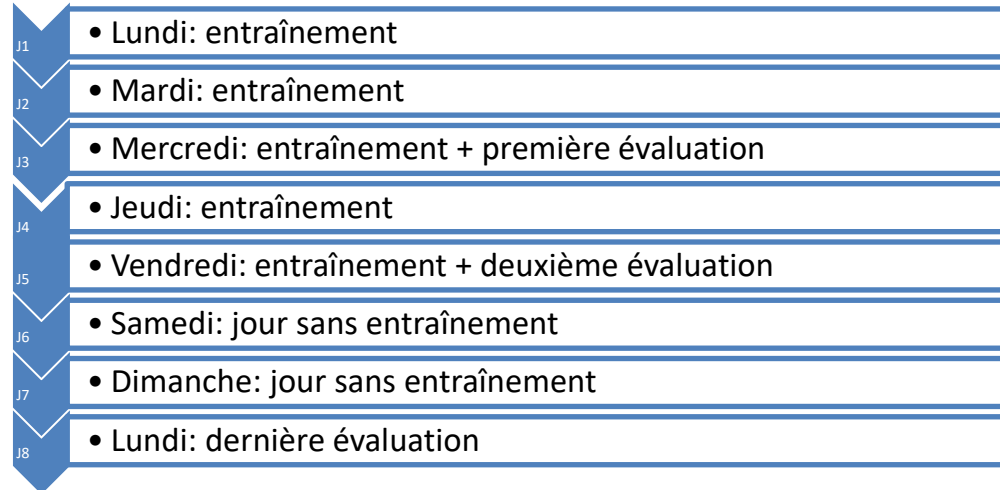 J1
• Lundi: entraînement
J2
• Mardi: entraînement
J3
• Mercredi: entraînement + première évaluation
J4
• Jeudi: entraînement
J5
• Vendredi: entraînement + deuxième évaluation
J6
• Samedi: jour sans entraînement
J7
• Dimanche: jour sans entraînement
J8
• Lundi: dernière évaluation